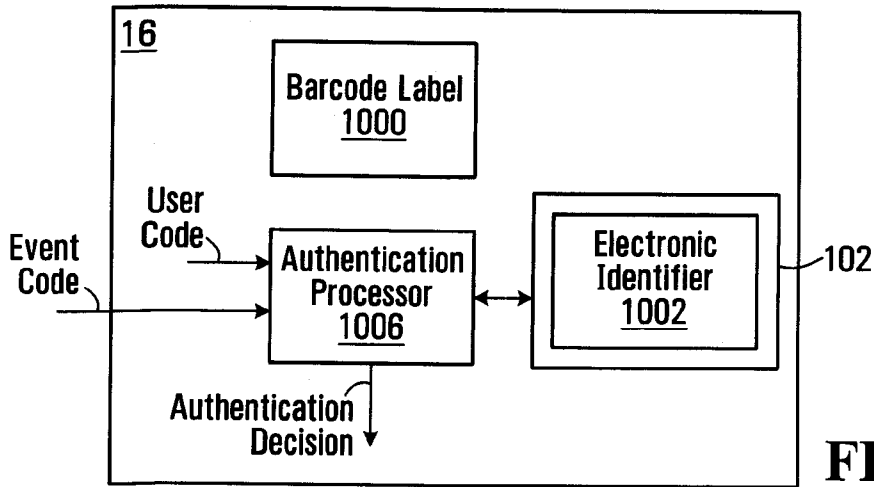 16
Barcode Label
1000
User
Code
Event
Code
Authentication
Processor
1006
Electronic
Identifier
1002
102
Authentication
Decision